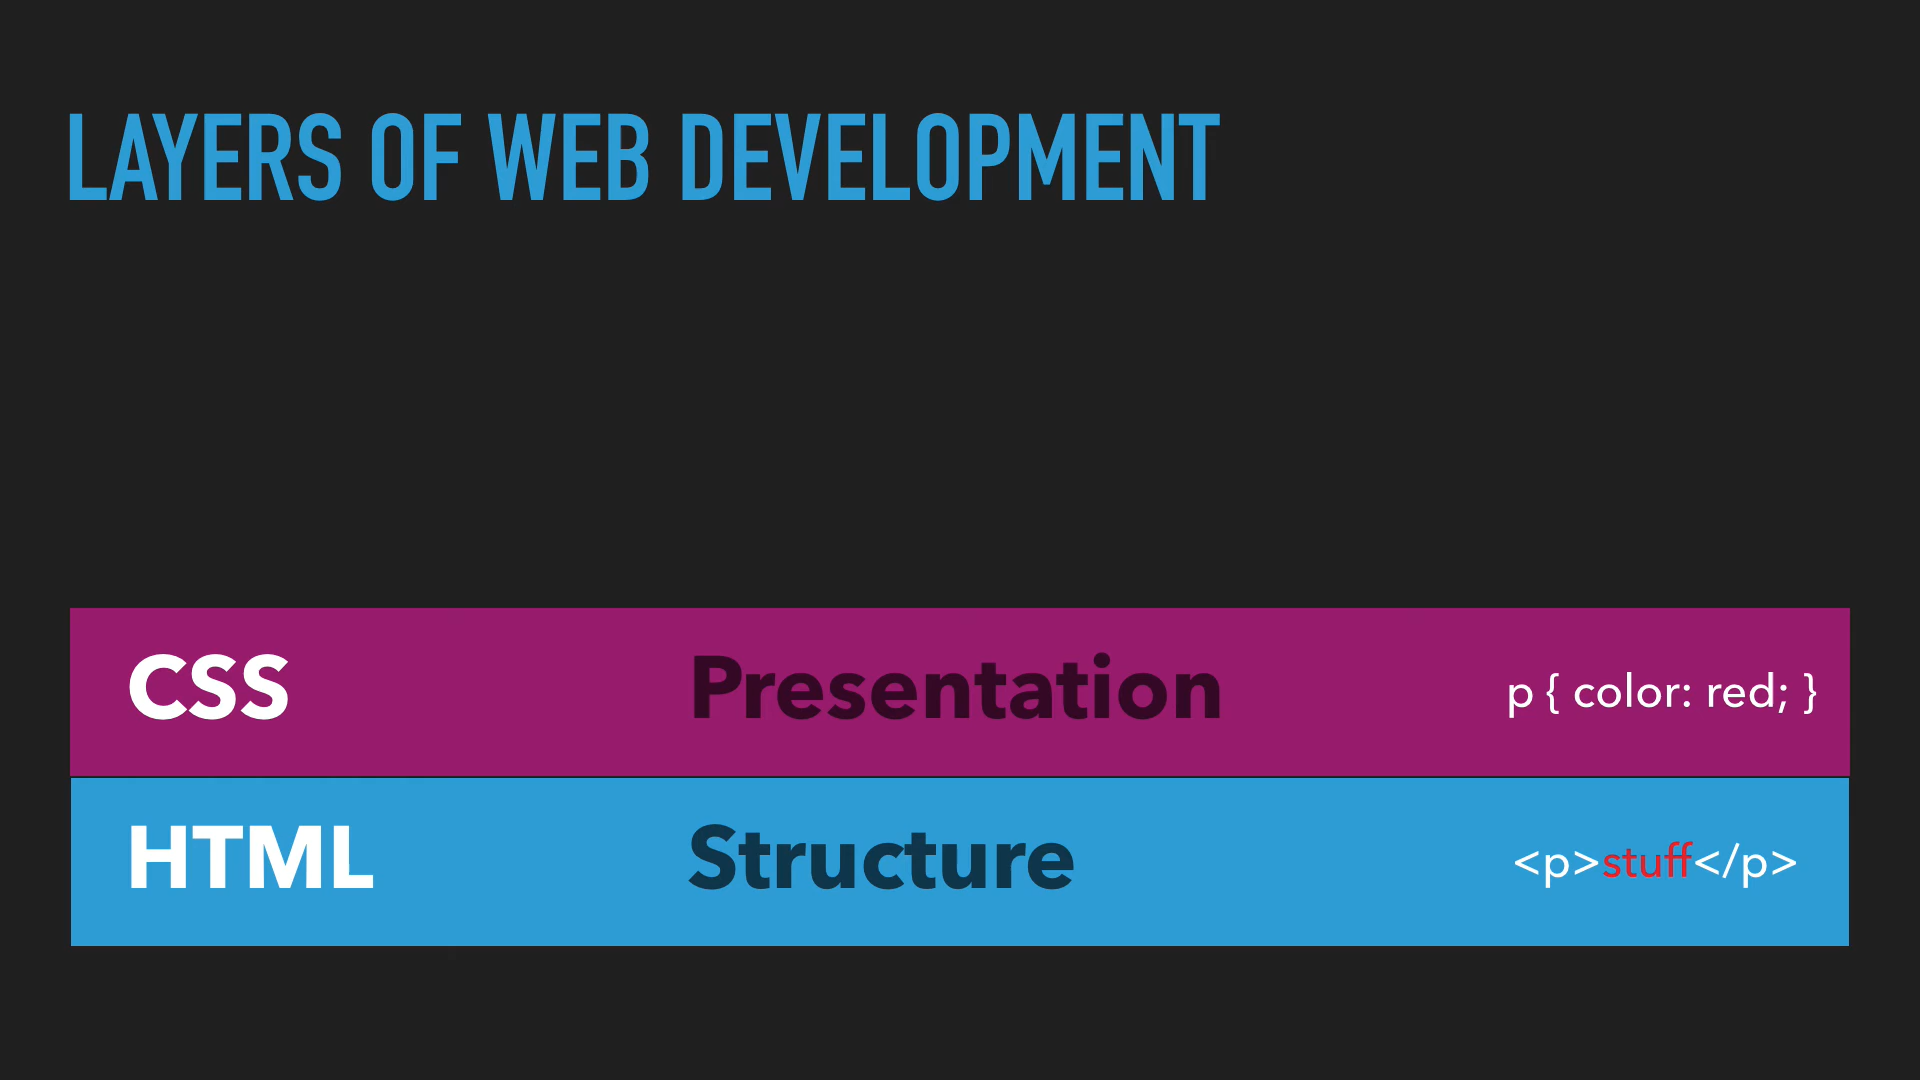 LAYERS OF WEB DEVELOPMENT
CSS Presentation p { color: red; }
HTML Structure <p>stuff</p>